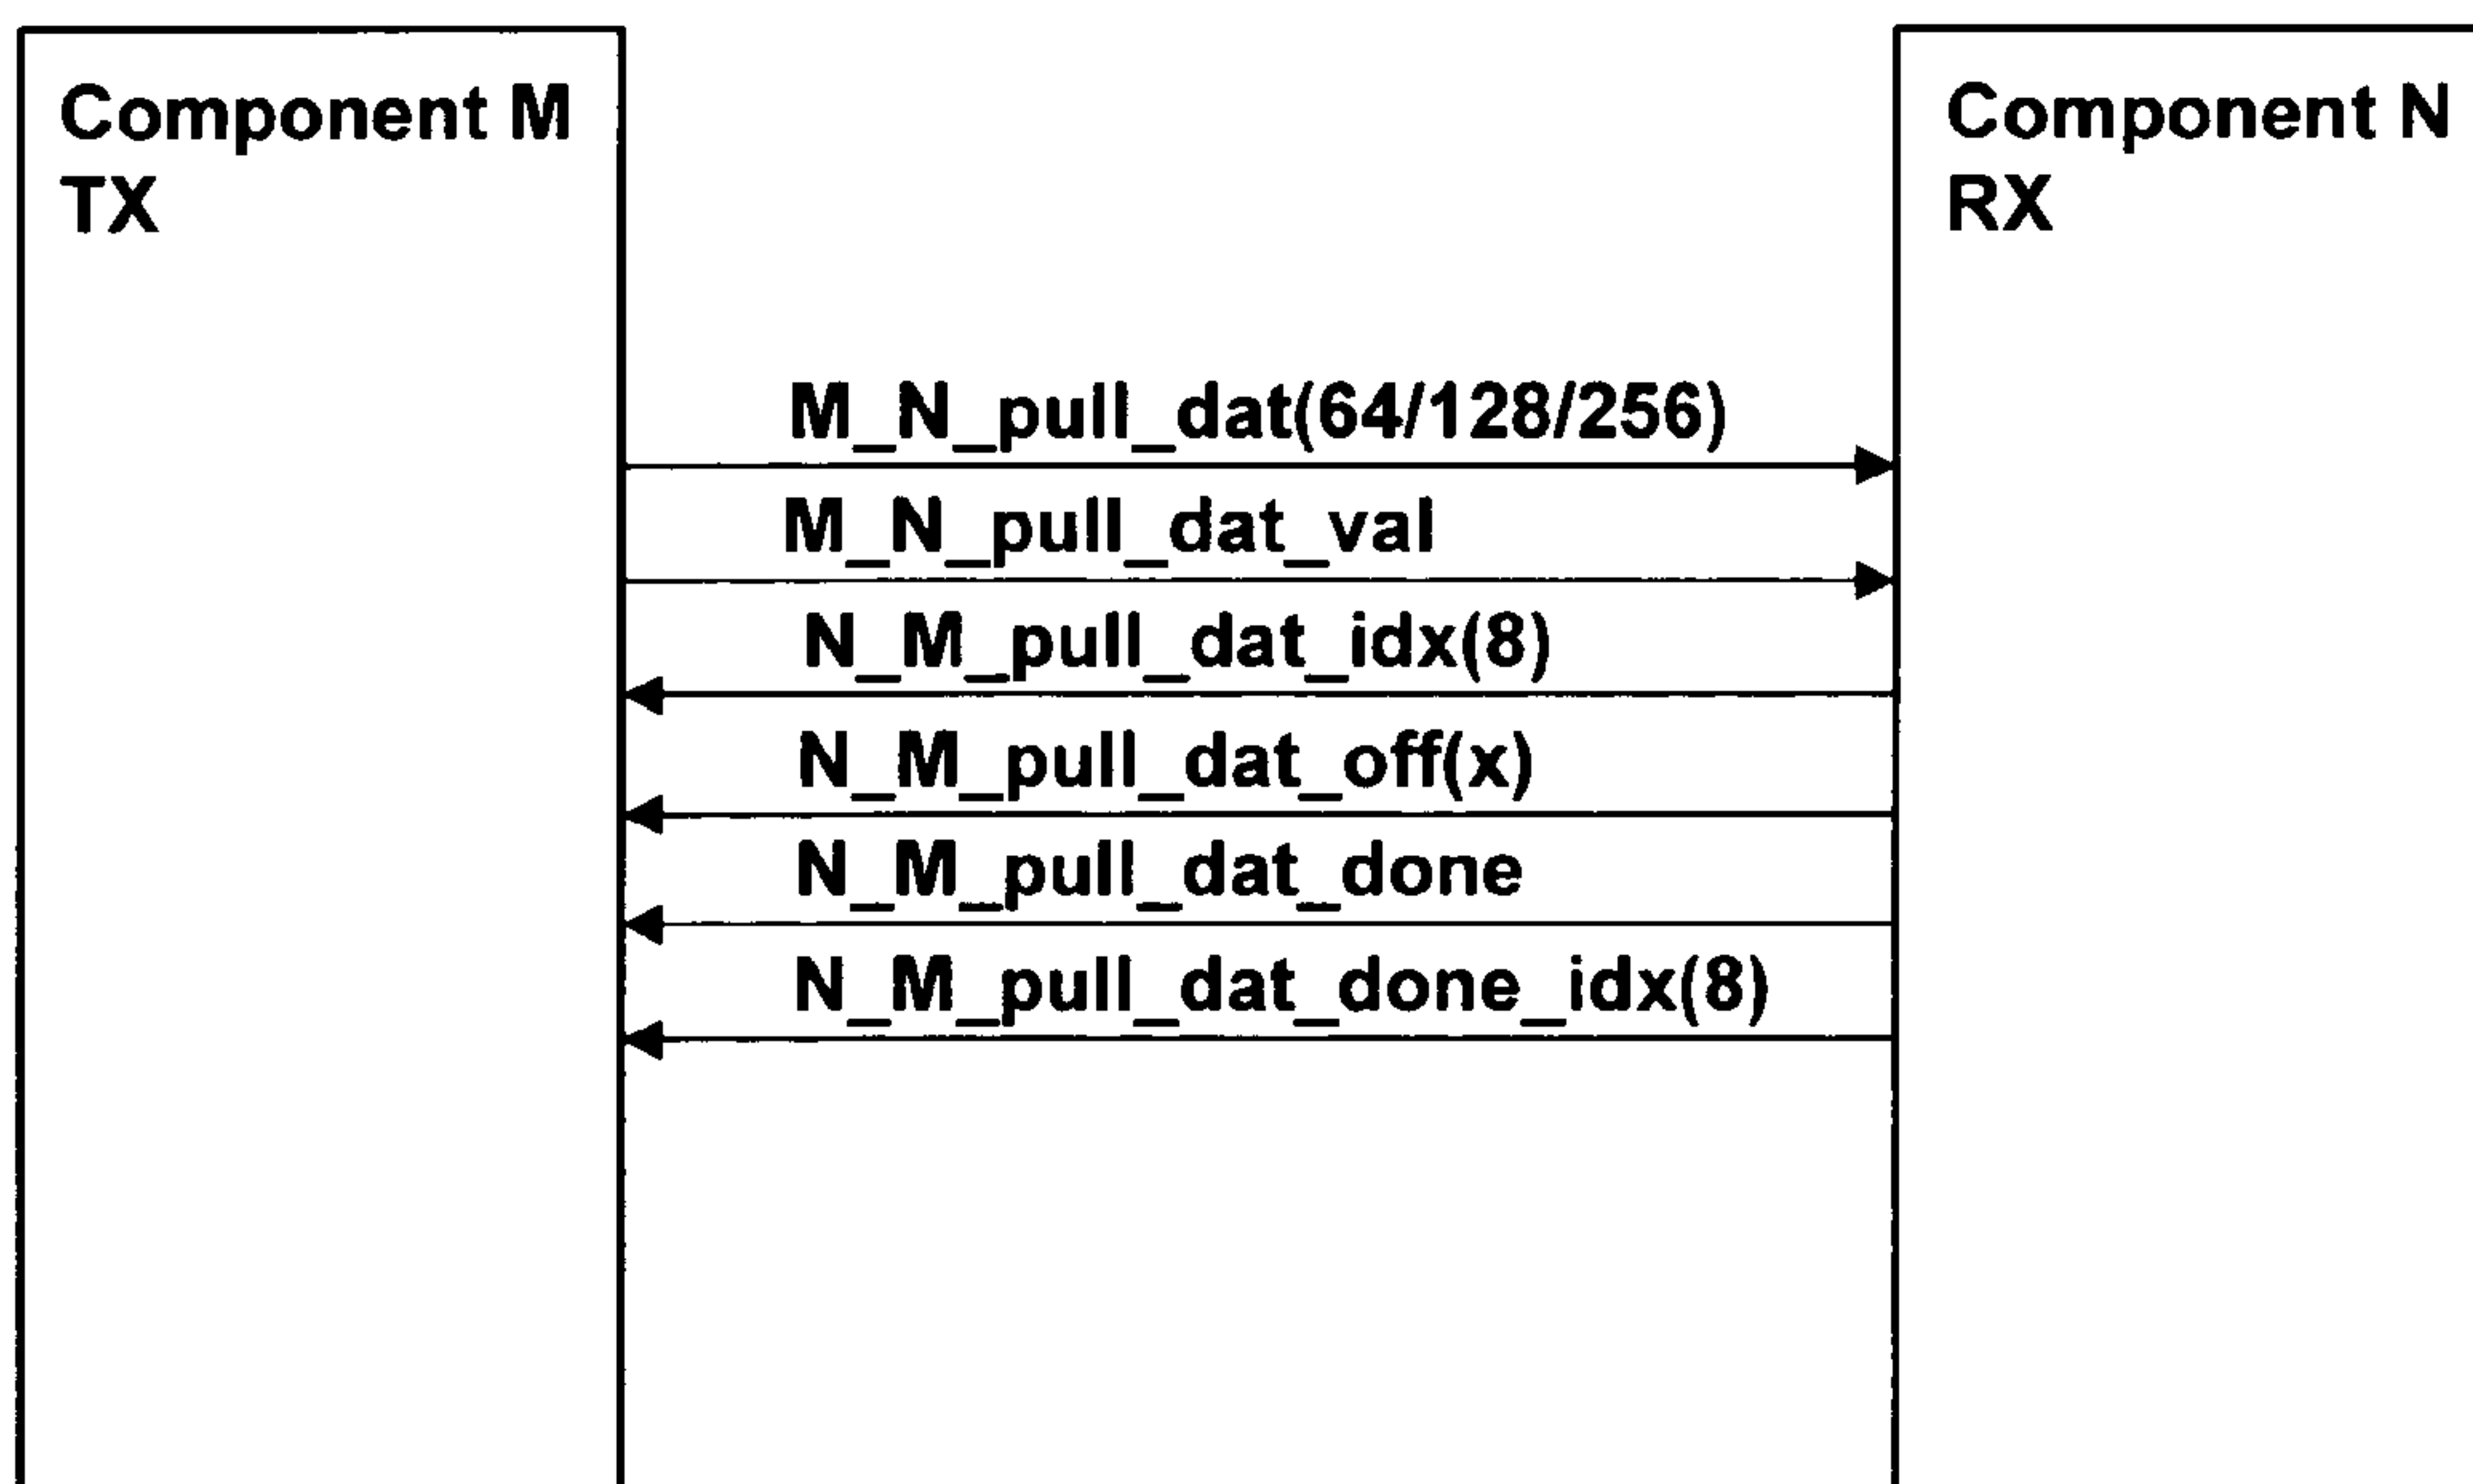 Component M
TX
Component N
RX
M_N_pull_dat(64/128/256)
M_N_pull_dat_val
N_M_pull_dat_idx(8)
N_M_pull_dat_off(x)
N_M_pull_dat_done
N_M_pull_dat_done_idx(8)